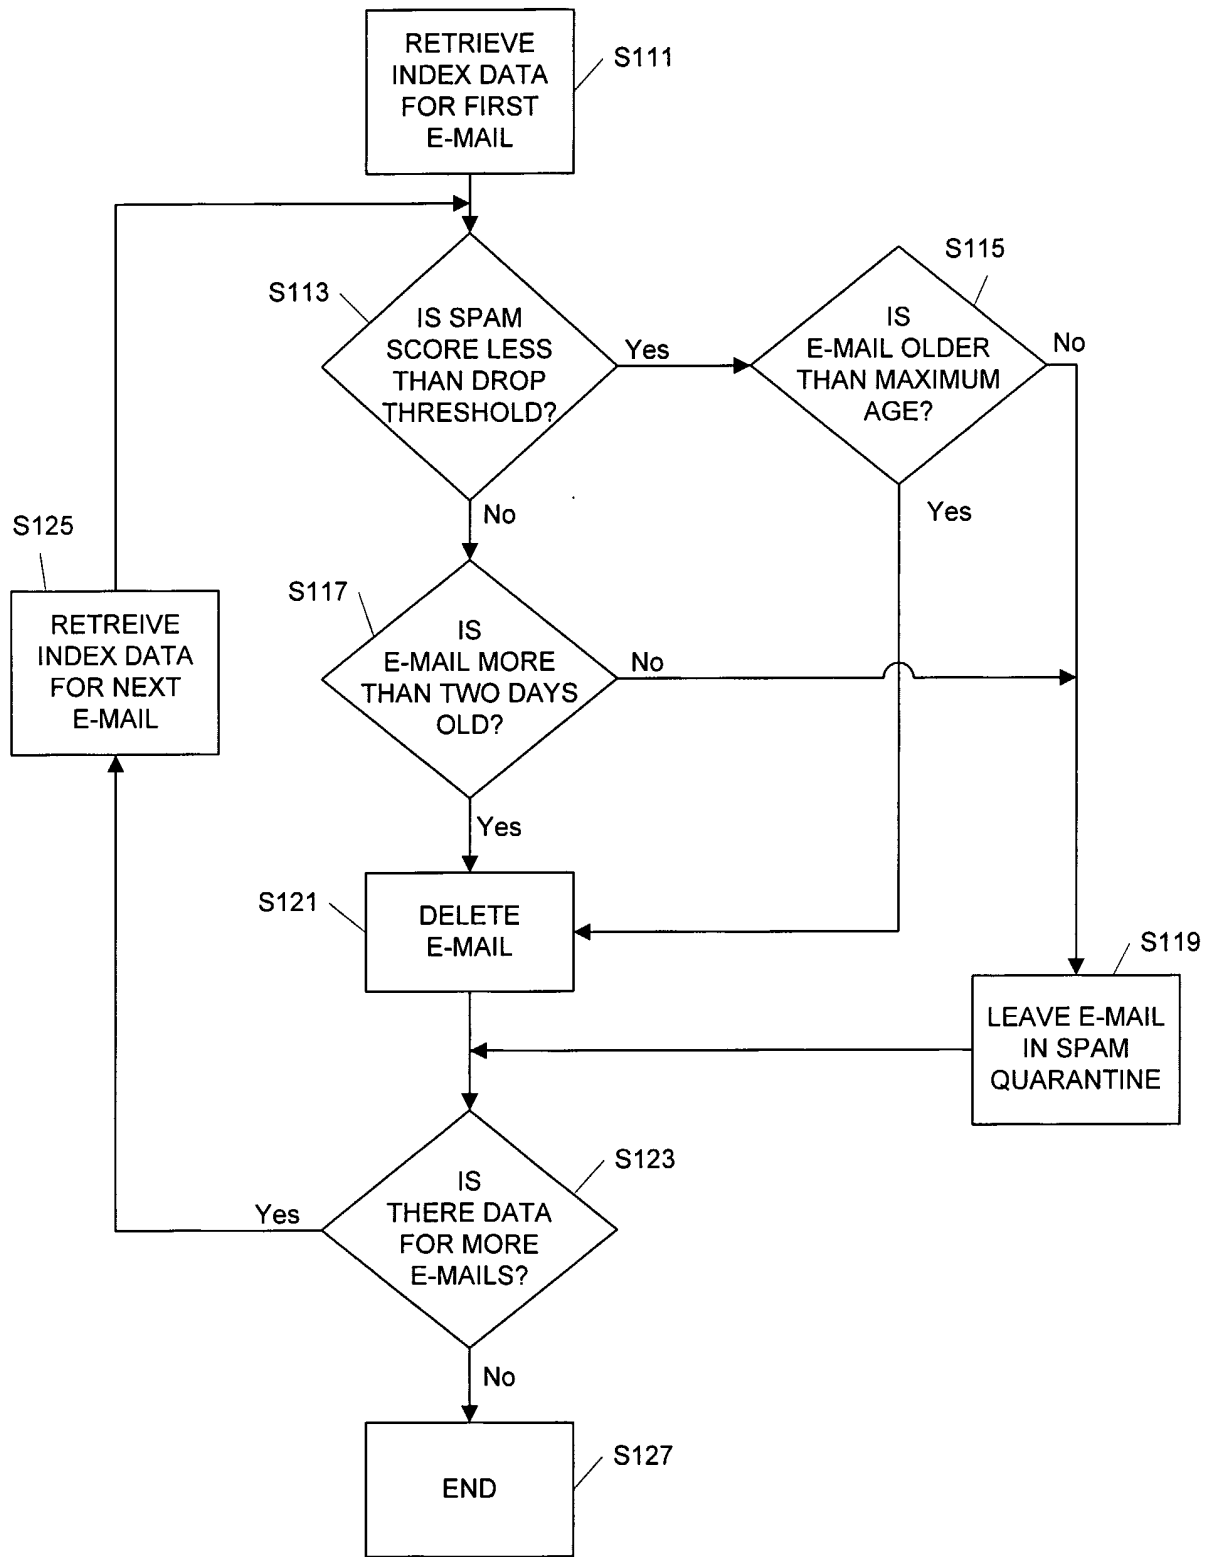 RETRIEVE
INDEX DATA
FOR FIRST
E-MAIL
S111
S113
IS SPAM
SCORE LESS
THAN DROP
THRESHOLD?
Yes
No
S115
IS
E-MAIL OLDER
THAN MAXIMUM
AGE?
No
Yes
S125
RETREIVE
INDEX DATA
FOR NEXT
E-MAIL
S117
IS
E-MAIL MORE
THAN TWO DAYS
OLD?
No
Yes
S121
DELETE
E-MAIL
S119
LEAVE E-MAIL
IN SPAM
QUARANTINE
S123
IS
THERE DATA
FOR MORE
E-MAILS?
Yes
No
S127
END